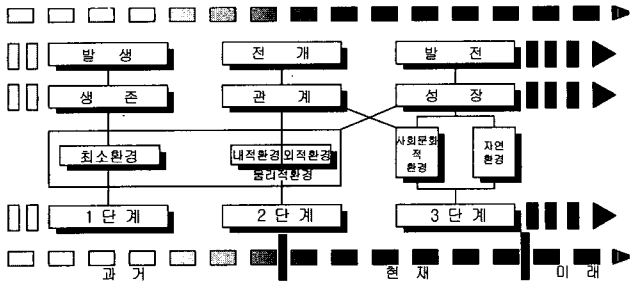 발 생 전 개 발 전
생 존 관 계 성 장
최소환경 내적환경 외적환경 사회문화적 환경 자연 환경
물리적환경
1 단 계 2 단 계 3 단 계
과 거 현 재 미 래